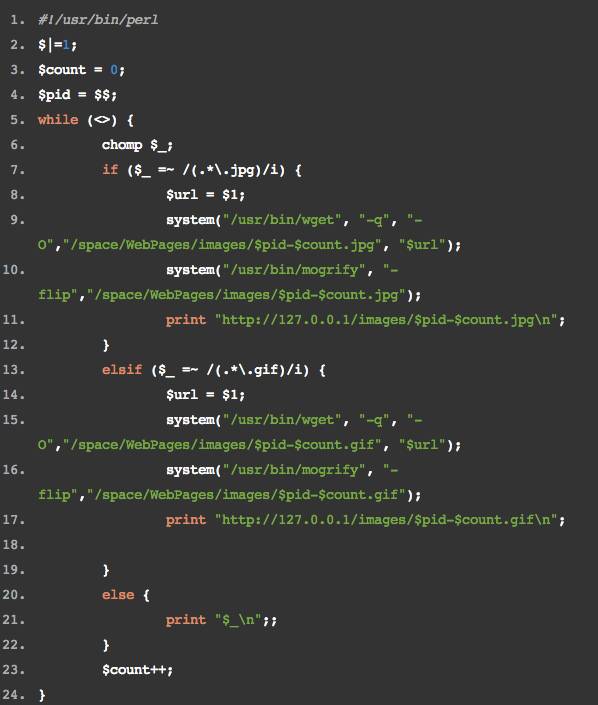 1. #!/usr/bin/perl
2. $|=1;
3. $count = 0;
4. $pid = $$;
5. while (<>) {
6. chomp $_;
7. if ($_ =~ /(.*\.jpg)/i) {
8. $url = $1;
9. system("/usr/bin/wget", "-q", "-
O","/space/WebPages/images/$pid-$count.jpg", "$url");
10. system("/usr/bin/mogrify", "-
flip","/space/WebPages/images/$pid-$count.jpg");
11. print "http://127.0.0.1/images/$pid-$count.jpg\n";
12. }
13. elsif ($_ =~ /(.*\.gif)/i) {
14. $url = $1;
15. system("/usr/bin/wget", "-q", "-
O","/space/WebPages/images/$pid-$count.gif", "$url");
16. system("/usr/bin/mogrify", "-
flip","/space/WebPages/images/$pid-$count.gif");
17. print "http://127.0.0.1/images/$pid-$count.gif\n";
18.
19. }
20. else {
21. print "$_\n";;
22. }
23. $count++;
24. }